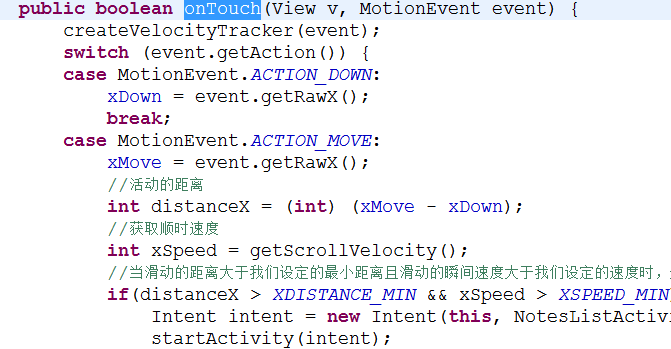 public boolean onTouch(View v, MotionEvent event) {
createVelocityTracker(event);
switch (event.getAction()) {
case MotionEvent.ACTION_DOWN:
xDown = event.getRawX();
break;
case MotionEvent.ACTION_MOVE:
xMove = event.getRawX();
//活动的距离
int distanceX = (int) (xMove - xDown);
//获取顺时速度
int xSpeed = getScrollVelocity();
//当滑动的距离大于我们设定的最小距离且滑动的瞬间速度大于我们设定的速度时，
if(distanceX > XDISTANCE_MIN && xSpeed > XSPEED_MIN)
Intent intent = new Intent(this, NotesListActivi
startActivity(intent);